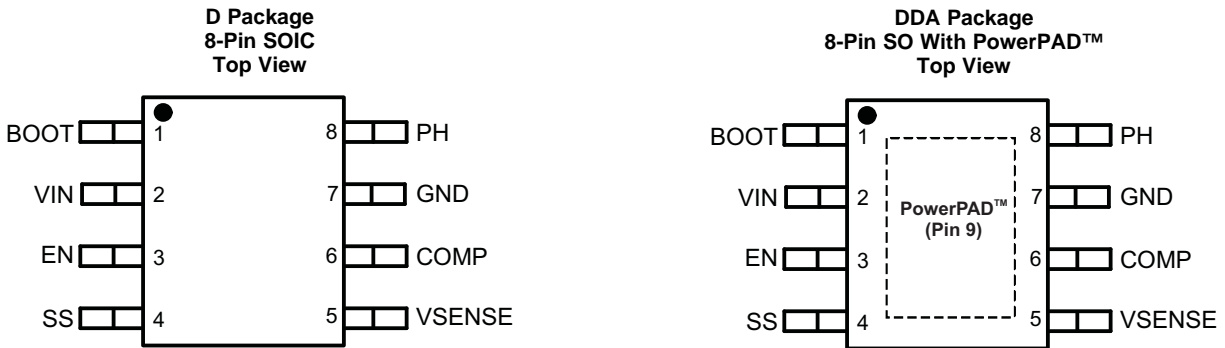 D Package
8-Pin SOIC
Top View
BOOT 1 8 PH
VIN 2 7 GND
EN 3 6 COMP
SS 4 5 VSENSE
DDA Package
8-Pin SO With PowerPAD™
Top View
BOOT 1 8 PH
VIN 2 7 GND
PowerPAD™
(Pin 9)
EN 3 6 COMP
SS 4 5 VSENSE